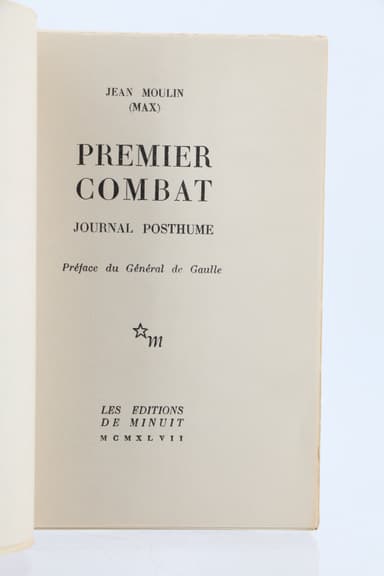 JEAN MOULIN
(MAX)
PREMIER
COMBAT
JOURNAL POSTHUME
Préface du Général de Gaulle
m
LES EDITIONS
DE MINUIT
MCMXLVII